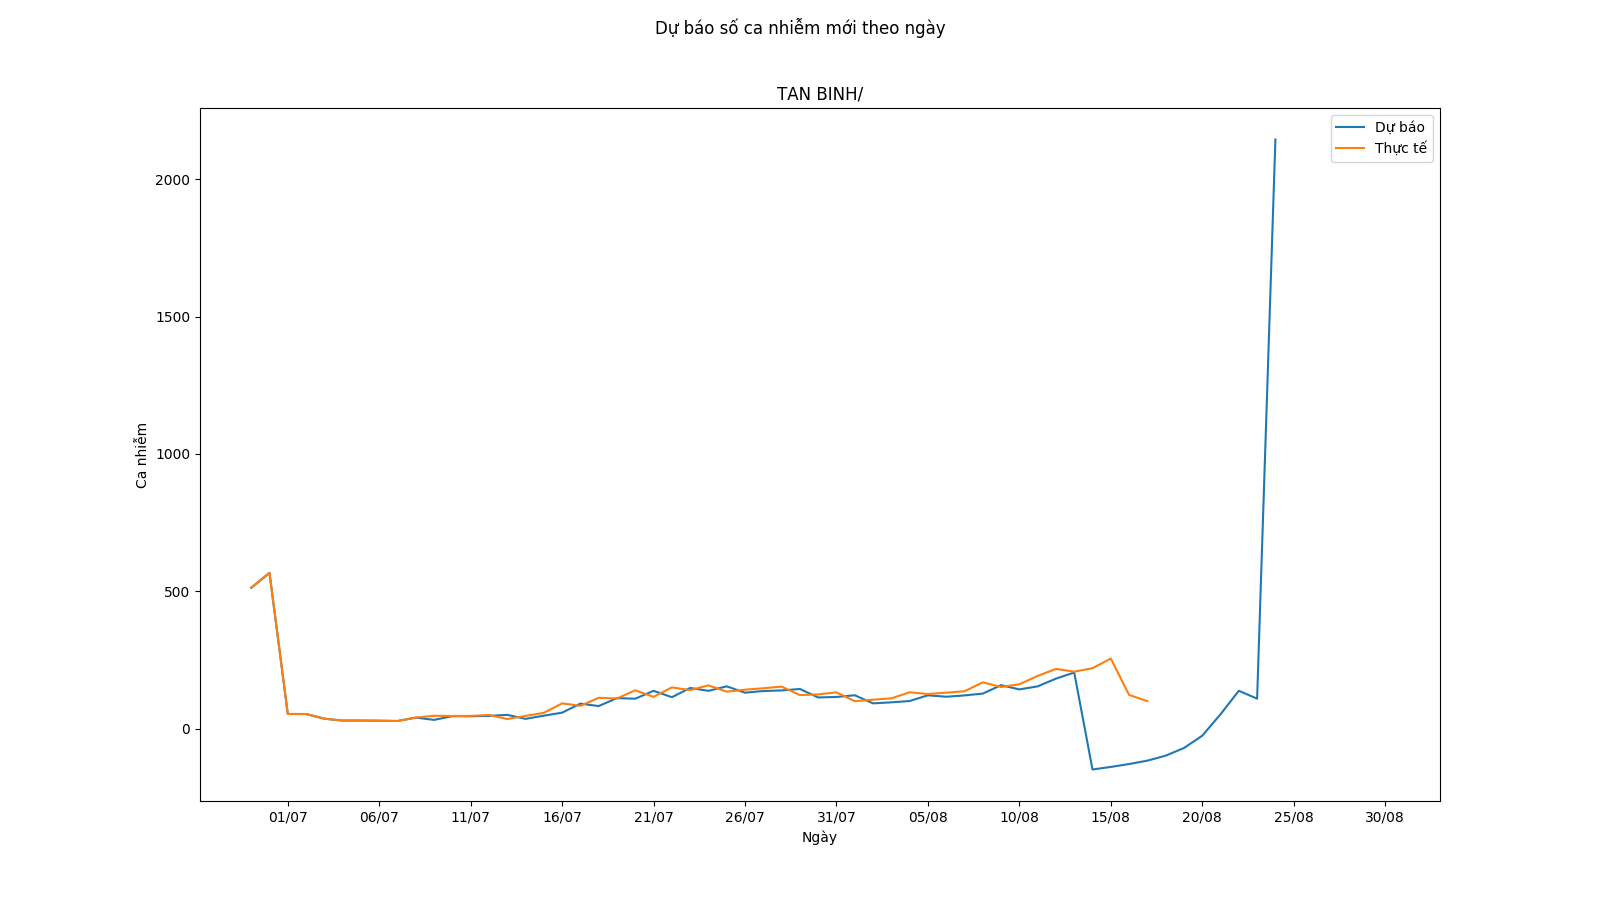 Dự báo số ca nhiễm mới theo ngày
TAN BINH/
Dự báo
Thực tế
2000
1500
1000
500
0
Ca nhiễm
01/07 06/07 11/07 16/07 21/07 26/07 31/07 05/08 10/08 15/08 20/08 25/08 30/08
Ngày